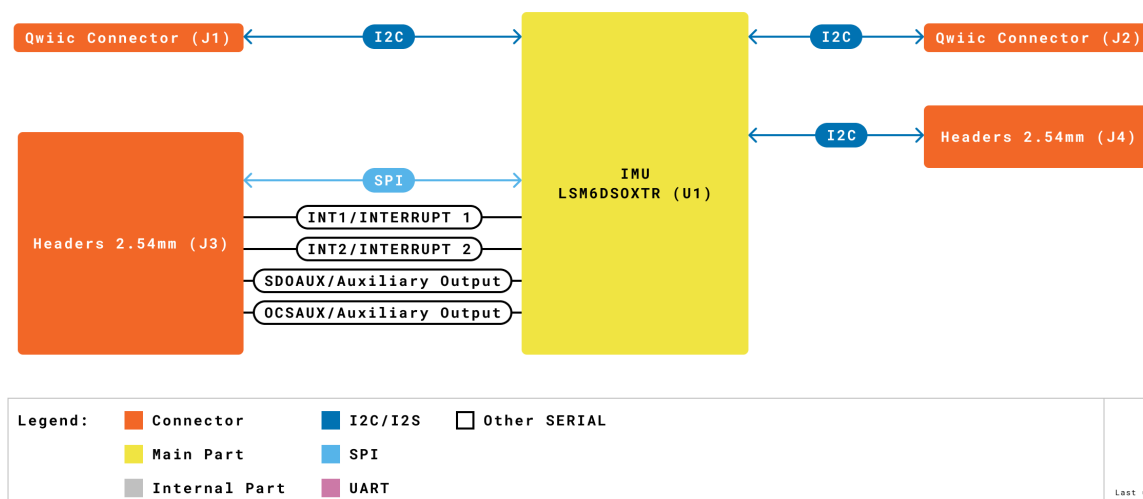 Qwiic Connector (J1)
I2C
I2C
Qwiic Connector (J2)
I2C
Headers 2.54mm (J4)
IMU
LSM6DSOXTR (U1)
SPI
Headers 2.54mm (J3)
INT1/INTERRUPT 1
INT2/INTERRUPT 2
SDOAUX/Auxiliary Output
OCSAUX/Auxiliary Output
Legend:
Connector
I2C/I2S
Other SERIAL
Main Part
SPI
Internal Part
UART
Last